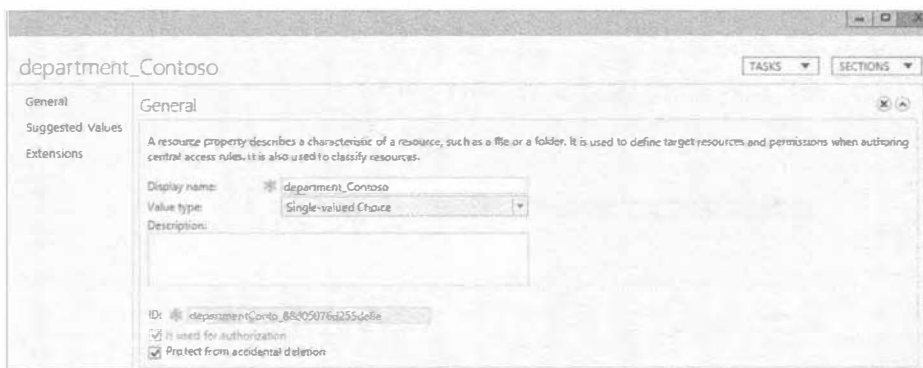 department_Contoso
TASKS
SECTIONS
General
Suggested Values
Extensions
General
A resource property describes a characteristic of a resource, such as a file or a folder. It is used to define target resources and permissions when authoring
central access rules. It is also used to classify resources.
Display name: * department_Contoso
Value type: Single-valued Choice
Description:
ID: *
Is used for authorization
Protect from accidental deletion